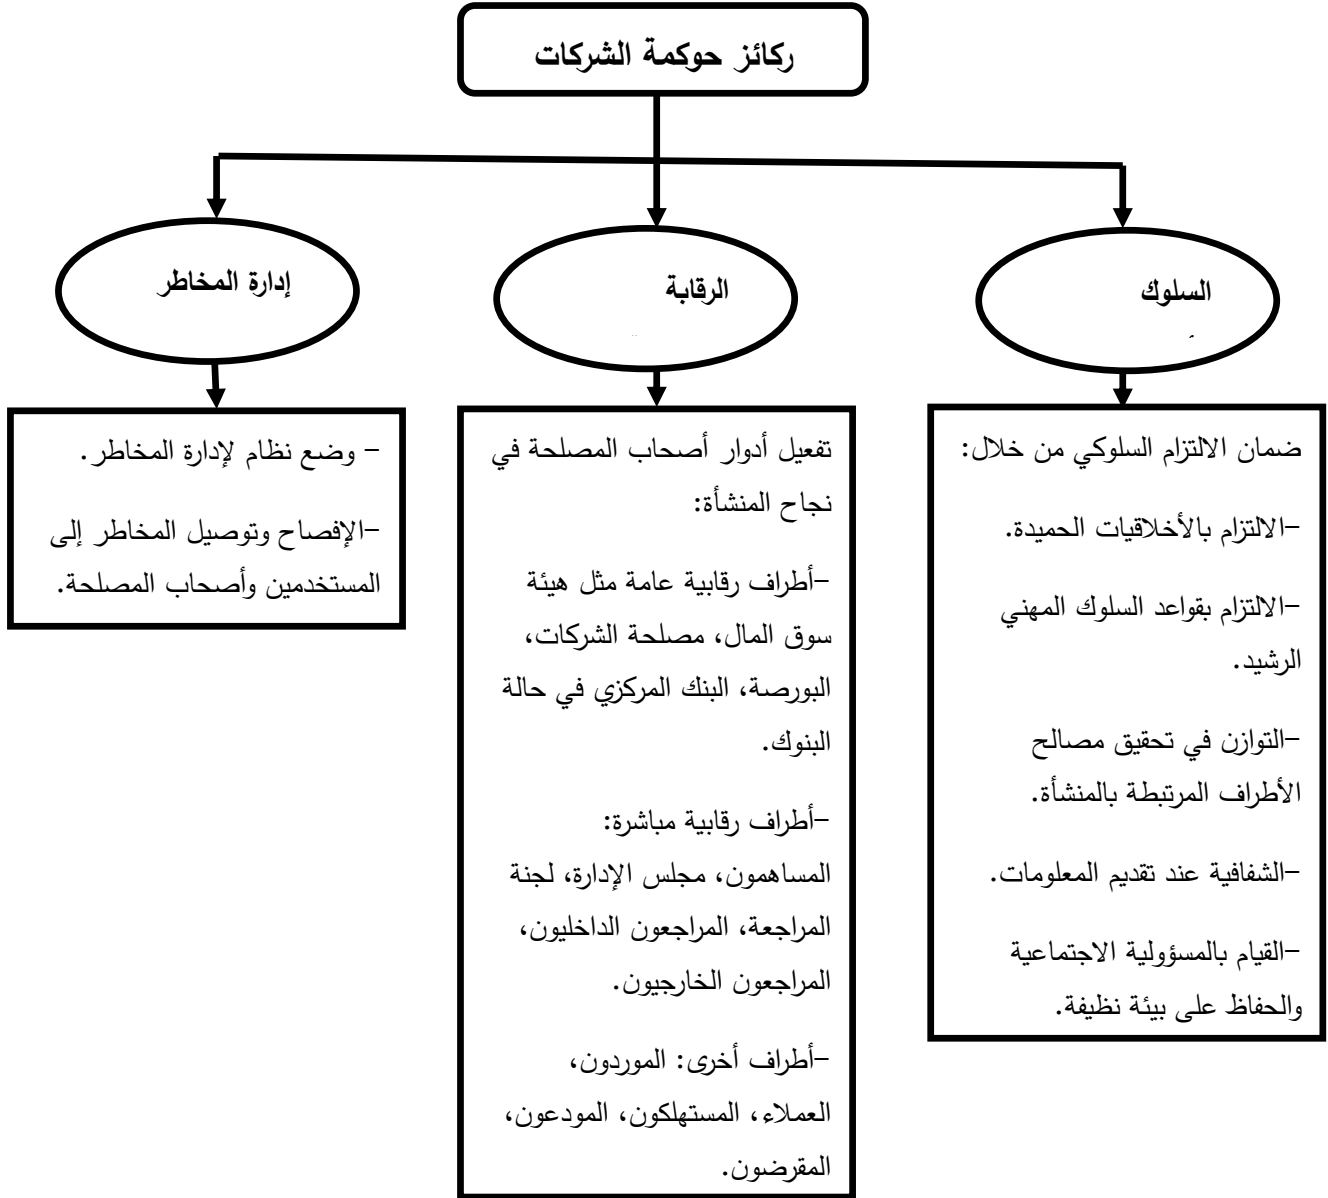 ركائز حوكمة الشركات
السلوك
الرقابة
إدارة المخاطر
ضمان الالتزام السلوكي من خلال:
-الالتزام بالأخلاقيات الحميدة.
-الالتزام بقواعد السلوك المهني
الرشيد.
-التوازن في تحقيق مصالح
الأطراف المرتبطة بالمنشأة.
-الشفافية عند تقديم المعلومات.
-القيام بالمسؤولية الاجتماعية
والحفاظ على بيئة نظيفة.
تفعيل أدوار أصحاب المصلحة في
نجاح المنشأة:
-أطراف رقابية عامة مثل هيئة
سوق المال، مصلحة الشركات،
البورصة، البنك المركزي في حالة
البنوك.
-أطراف رقابية مباشرة:
المساهمون، مجلس الإدارة، لجنة
المراجعة، المراجعون الداخليون،
المراجعون الخارجيون.
-أطراف أخرى: الموردون،
العملاء، المستهلكون، المودعون،
المقرضون.
- وضع نظام لإدارة المخاطر.
-الإفصاح وتوصيل المخاطر إلى
المستخدمين وأصحاب المصلحة.